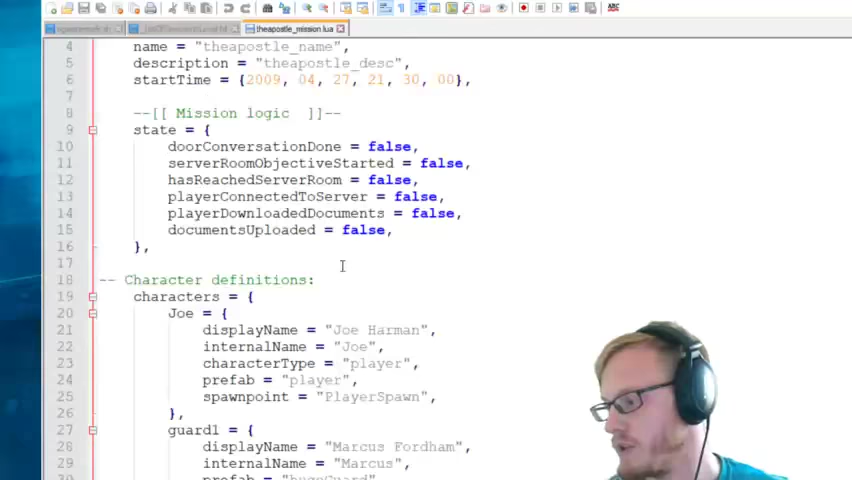 theapostle_mission.lua
4 name = "theapostle_name",
5 description = "theapostle_desc",
6 startTime = {2009, 04, 27, 21, 30, 00},
7
8 --[[ Mission logic ]]--
9 state = {
10 doorConversationDone = false,
11 serverRoomObjectiveStarted = false,
12 hasReachedServerRoom = false,
13 playerConnectedToServer = false,
14 playerDownloadedDocuments = false,
15 documentsUploaded = false,
16 },
17
18 -- Character definitions:
19 characters = {
20 Joe = {
21 displayName = "Joe Harman",
22 internalName = "Joe",
23 characterType = "player",
24 prefab = "player",
25 spawnpoint = "PlayerSpawn",
26 },
27 guard1 = {
28 displayName = "Marcus Fordham",
29 internalName = "Marcus",